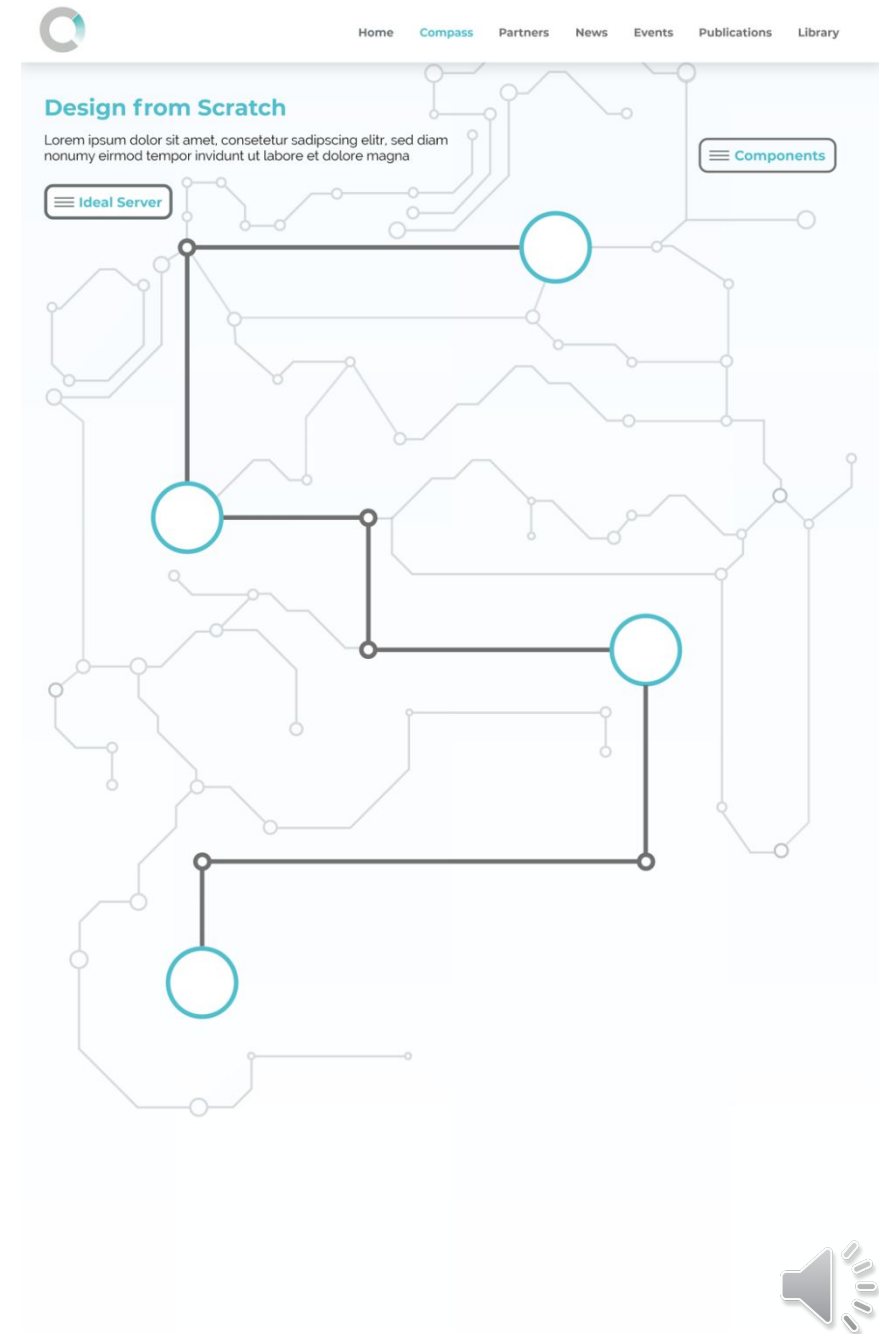 Home Compass Partners News Events Publications Library
Design from Scratch
Lorem ipsum dolor sit amet, consetetur sadipscing elitr, sed diam
nonumy eirmod tempor invidunt ut labore et dolore magna
Components
Ideal Server